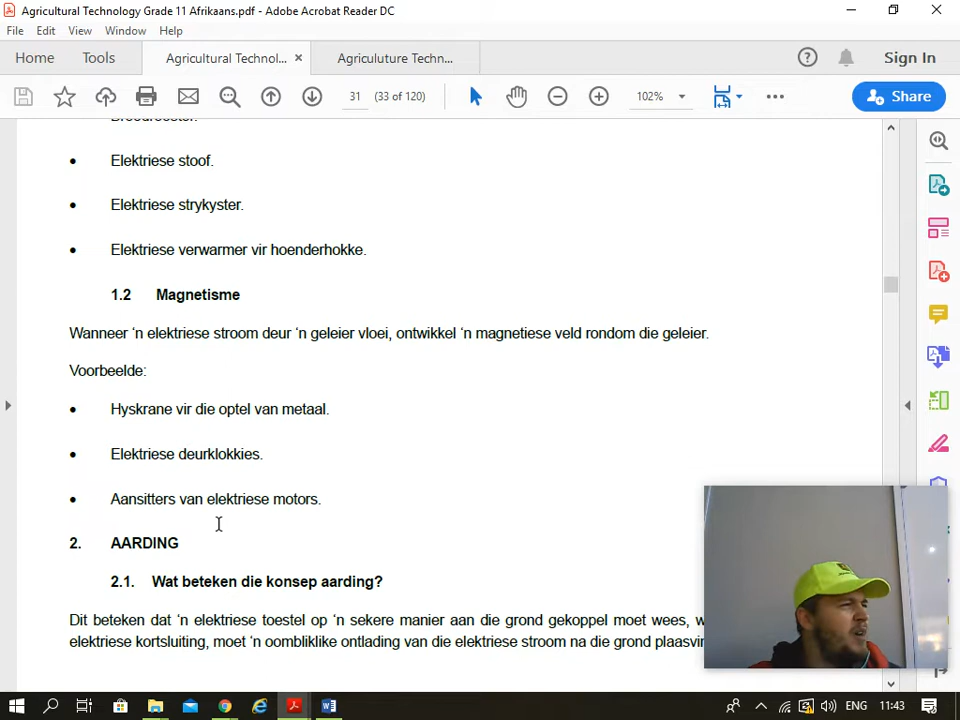 Agricultural Technology Grade 11 Afrikaans.pdf - Adobe Acrobat Reader DC
File Edit View Window Help
Home Tools Agricultural Technol... Agriculuture Techn... Sign In
31 (33 of 120) 102% Share
Broodrooster.
• Elektriese stoof.
• Elektriese strykyster.
• Elektriese verwarmer vir hoenderhokke.
1.2 Magnetisme
Wanneer ‘n elektriese stroom deur ‘n geleier vloei, ontwikkel ‘n magnetiese veld rondom die geleier.
Voorbeelde:
• Hyskrane vir die optel van metaal.
• Elektriese deurklokkies.
• Aansitters van elektriese motors.
2. AARDING
2.1. Wat beteken die konsep aarding?
Dit beteken dat ‘n elektriese toestel op ‘n sekere manier aan die grond gekoppel moet wees,
elektriese kortsluiting, moet ‘n oombliklike ontlading van die elektriese stroom na die grond
ENG 11:43